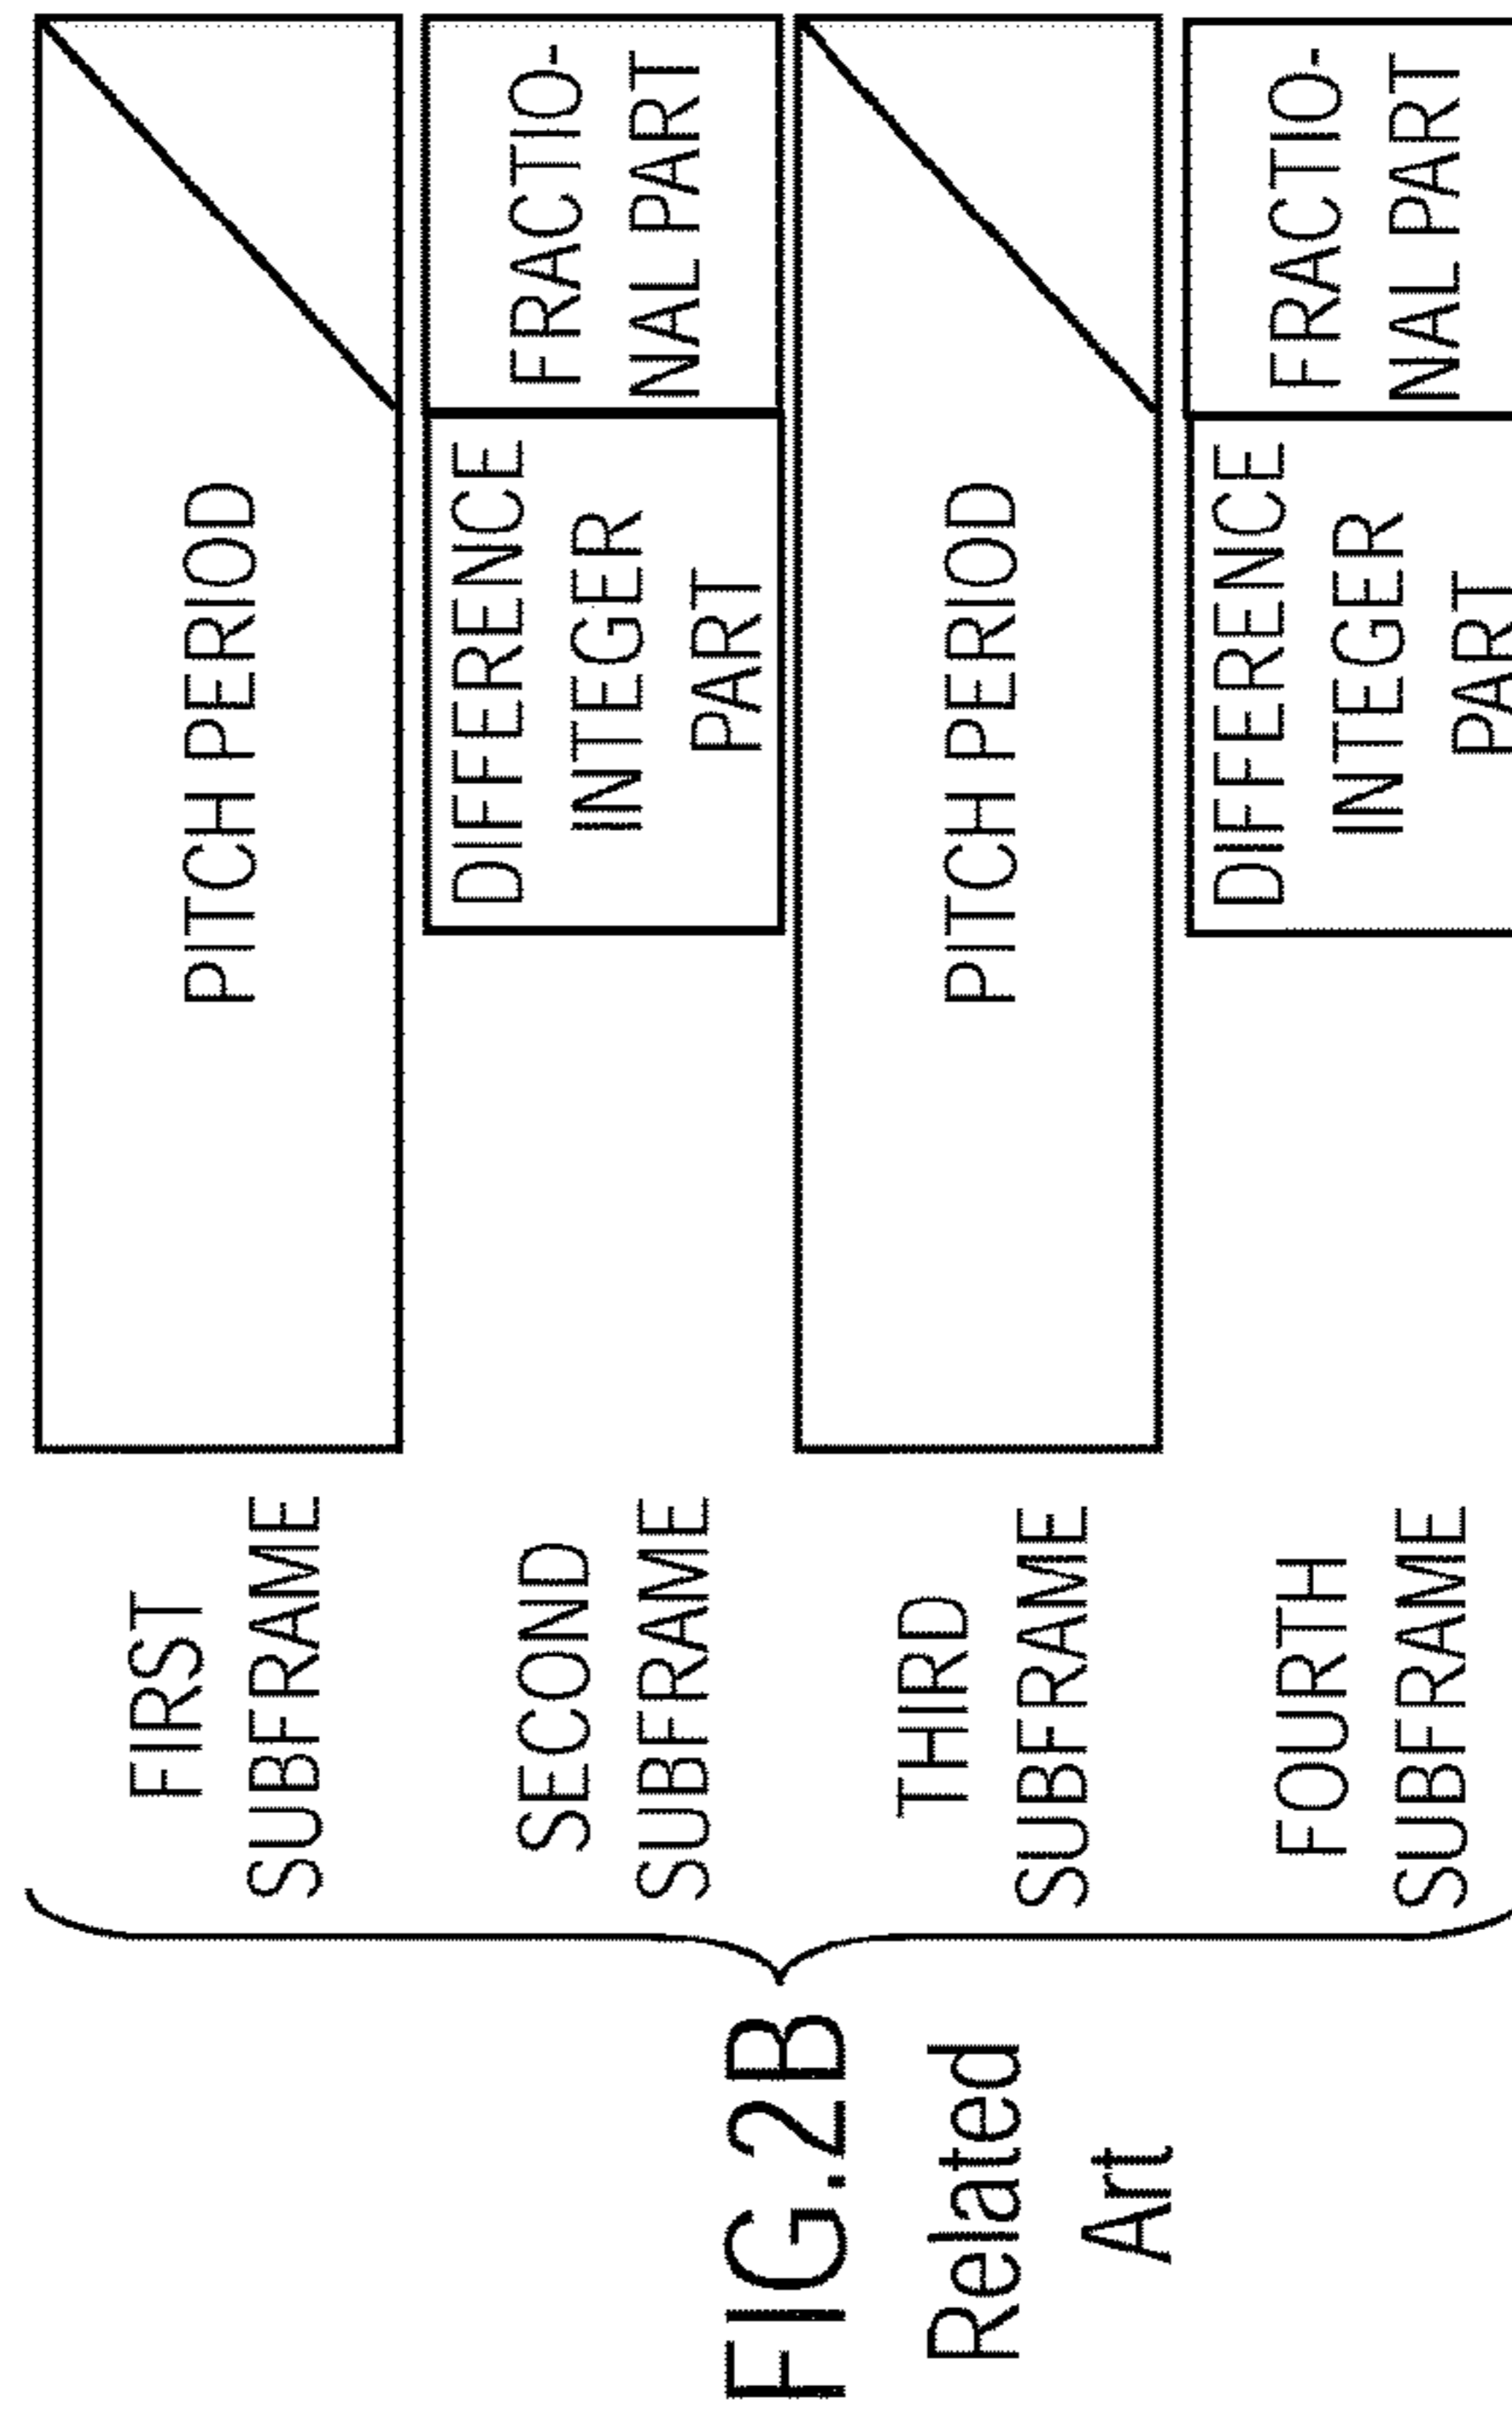 FIRST
SUBFRAME
PITCH PERIOD
SECOND
SUBFRAME
DIFFERENCE
INTEGER
PART
FRACTIO-
NAL PART
THIRD
SUBFRAME
PITCH PERIOD
FOURTH
SUBFRAME
DIFFERENCE
INTEGER
PART
FRACTIO-
NAL PART
FIG.2B
Related
Art